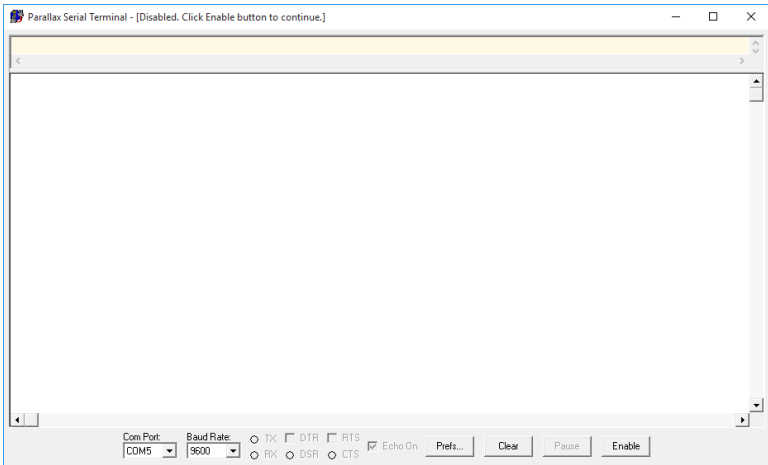 Parallax Serial Terminal - [Disabled. Click Enable button to continue.]
Com Port: Baud Rate: TX DTR RTS
COM5 9600 RX DSR CTS Echo On Prefs... Clear Pause Enable